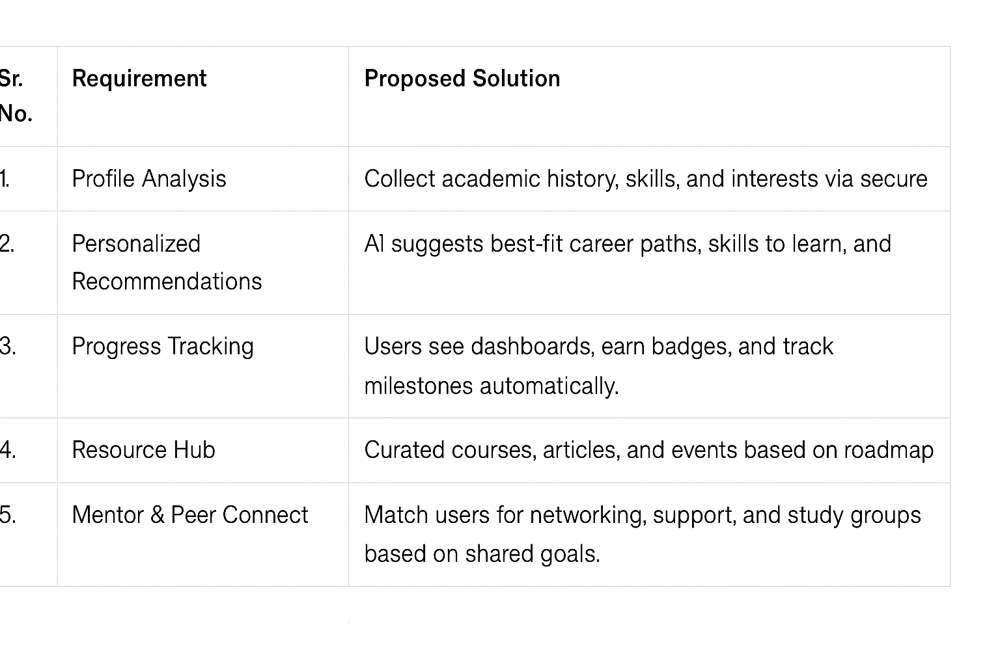 Sr. Requirement Proposed Solution
No.
1. Profile Analysis Collect academic history, skills, and interests via secure
2. Personalized AI suggests best-fit career paths, skills to learn, and
Recommendations
3. Progress Tracking Users see dashboards, earn badges, and track
milestones automatically.
4. Resource Hub Curated courses, articles, and events based on roadmap
5. Mentor & Peer Connect Match users for networking, support, and study groups
based on shared goals.